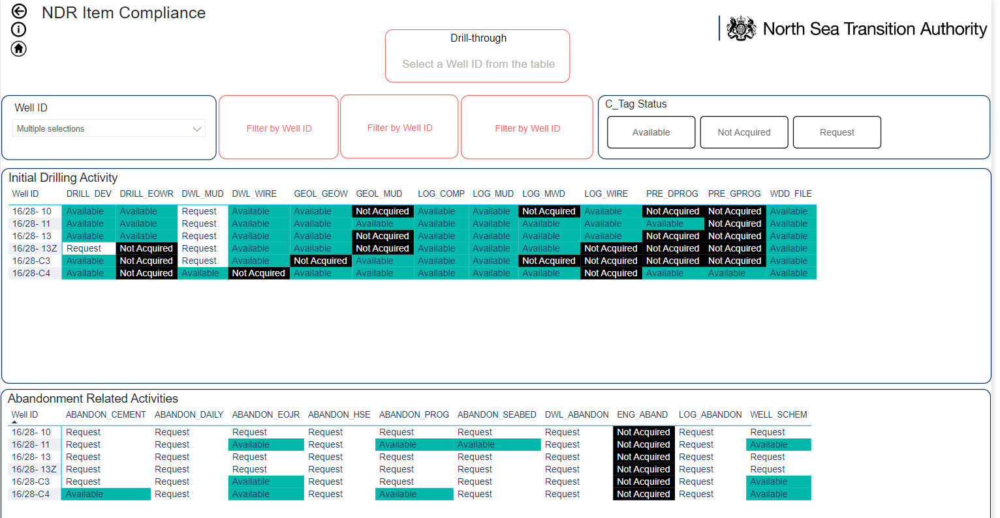 NDR Item Compliance
North Sea Transition Authority
Drill-through
Select a Well ID from the table
Well ID
Multiple selections
Filter by Well ID
Filter by Well ID
Filter by Well ID
C_Tag Status
Available Not Acquired Request
Initial Drilling Activity
Well ID DRILL_DEV DRILL_EOWR DWL_MUD DWL_WIRE GEOL_GEOW GEOL_MUD LOG_COMP LOG_MUD LOG_MWD LOG_WIRE PRE_DPROG PRE_GPROG WDD_FILE
16/28- 10 Available Available Request Available Available Not Acquired Available Available Not Acquired Available Not Acquired Not Acquired Available
16/28- 11 Available Available Request Available Available Available Available Available Available Available Available Not Acquired Available
16/28- 13 Available Available Request Available Available Not Acquired Available Available Available Available Not Acquired Not Acquired Available
16/28- 13Z Request Not Acquired Request Available Available Not Acquired Available Available Available Not Acquired Not Acquired Not Acquired Available
16/28-C3 Available Not Acquired Request Available Not Acquired Available Available Available Not Acquired Not Acquired Not Acquired Not Acquired Available
16/28-C4 Available Not Acquired Available Not Acquired Available Available Available Available Available Not Acquired Available Available Available
Abandonment Related Activities
Well ID ABANDON_CEMENT ABANDON_DAILY ABANDON_EOJR ABANDON_HSE ABANDON_PROG ABANDON_SEABED DWL_ABANDON ENG_ABAND LOG_ABANDON WELL_SCHEM
16/28- 10 Request Request Request Request Request Request Request Not Acquired Request Request
16/28- 11 Request Request Available Request Available Available Request Not Acquired Request Available
16/28- 13 Request Request Request Request Request Request Request Not Acquired Request Request
16/28- 13Z Request Request Request Request Request Request Request Not Acquired Request Request
16/28-C3 Request Request Available Request Request Request Request Not Acquired Request Available
16/28-C4 Available Request Available Request Available Request Request Not Acquired Request Available